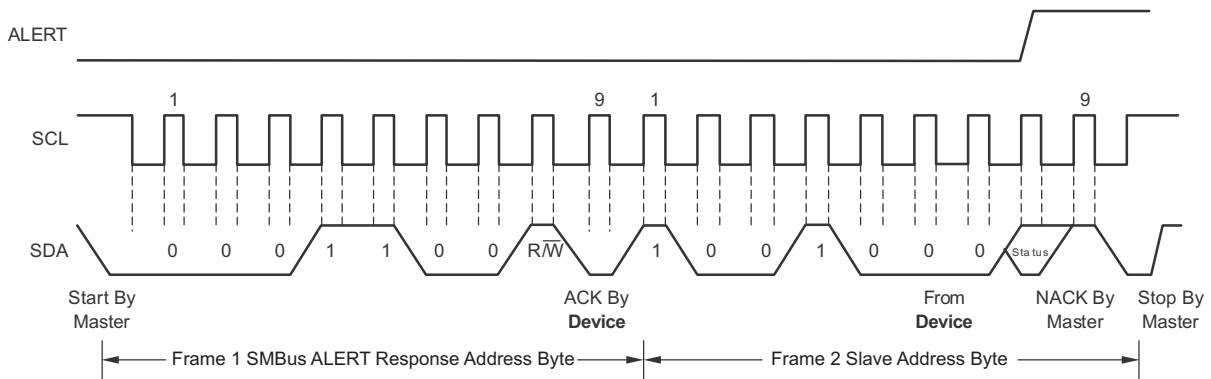 ALERT
1 9 1 9
SCL
SDA
0 0 0 1 1 0 0 R/W̅ 1 0 0 1 0 0 0 Status
Start By
Master
ACK By
Device
From
Device
NACK By
Master
Stop By
Master
Frame 1 SMBus ALERT Response Address Byte
Frame 2 Slave Address Byte